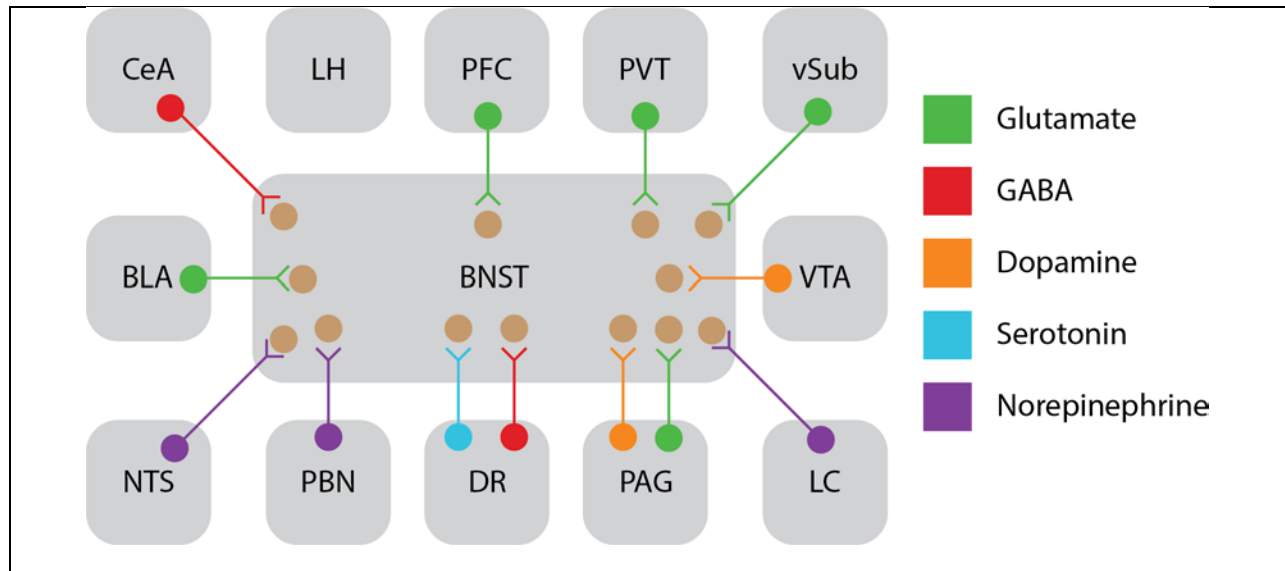 CeA
LH
PFC
PVT
vSub
Glutamate
GABA
Dopamine
Serotonin
Norepinephrine
BLA
BNST
VTA
NTS
PBN
DR
PAG
LC